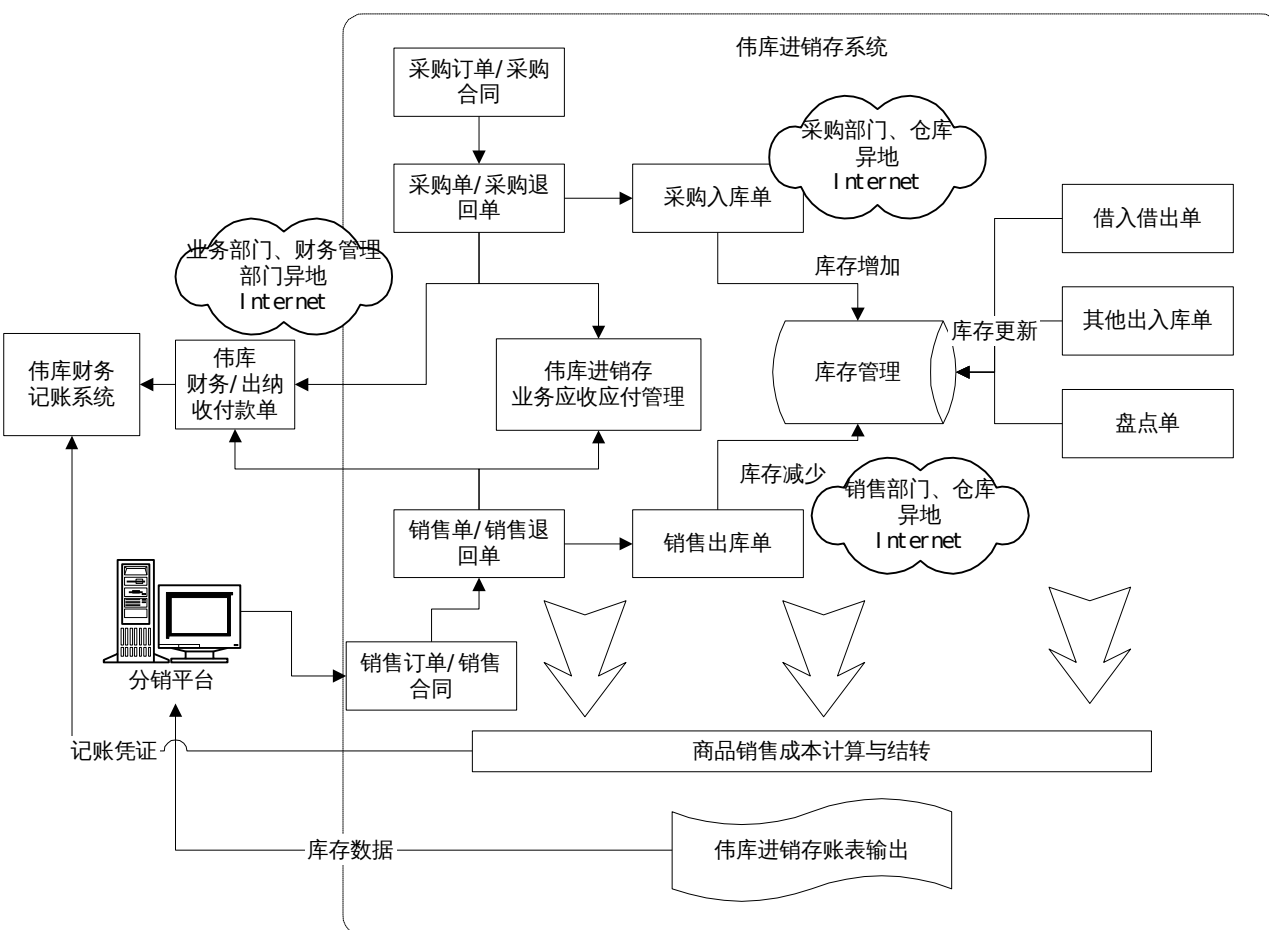 伟库进销存系统
采购订单/采购
合同
采购部门、仓库
异地
Internet
采购单/采购退
回单
采购入库单
借入借出单
业务部门、财务管理
部门异地
Internet
库存增加
其他出入库单
库存更新
伟库财务
记账系统
伟库
财务/出纳
收付款单
伟库进销存
业务应收应付管理
库存管理
盘点单
库存减少
销售部门、仓库
异地
Internet
销售单/销售退
回单
销售出库单
分销平台
销售订单/销售
合同
记账凭证
商品销售成本计算与结转
库存数据
伟库进销存账表输出